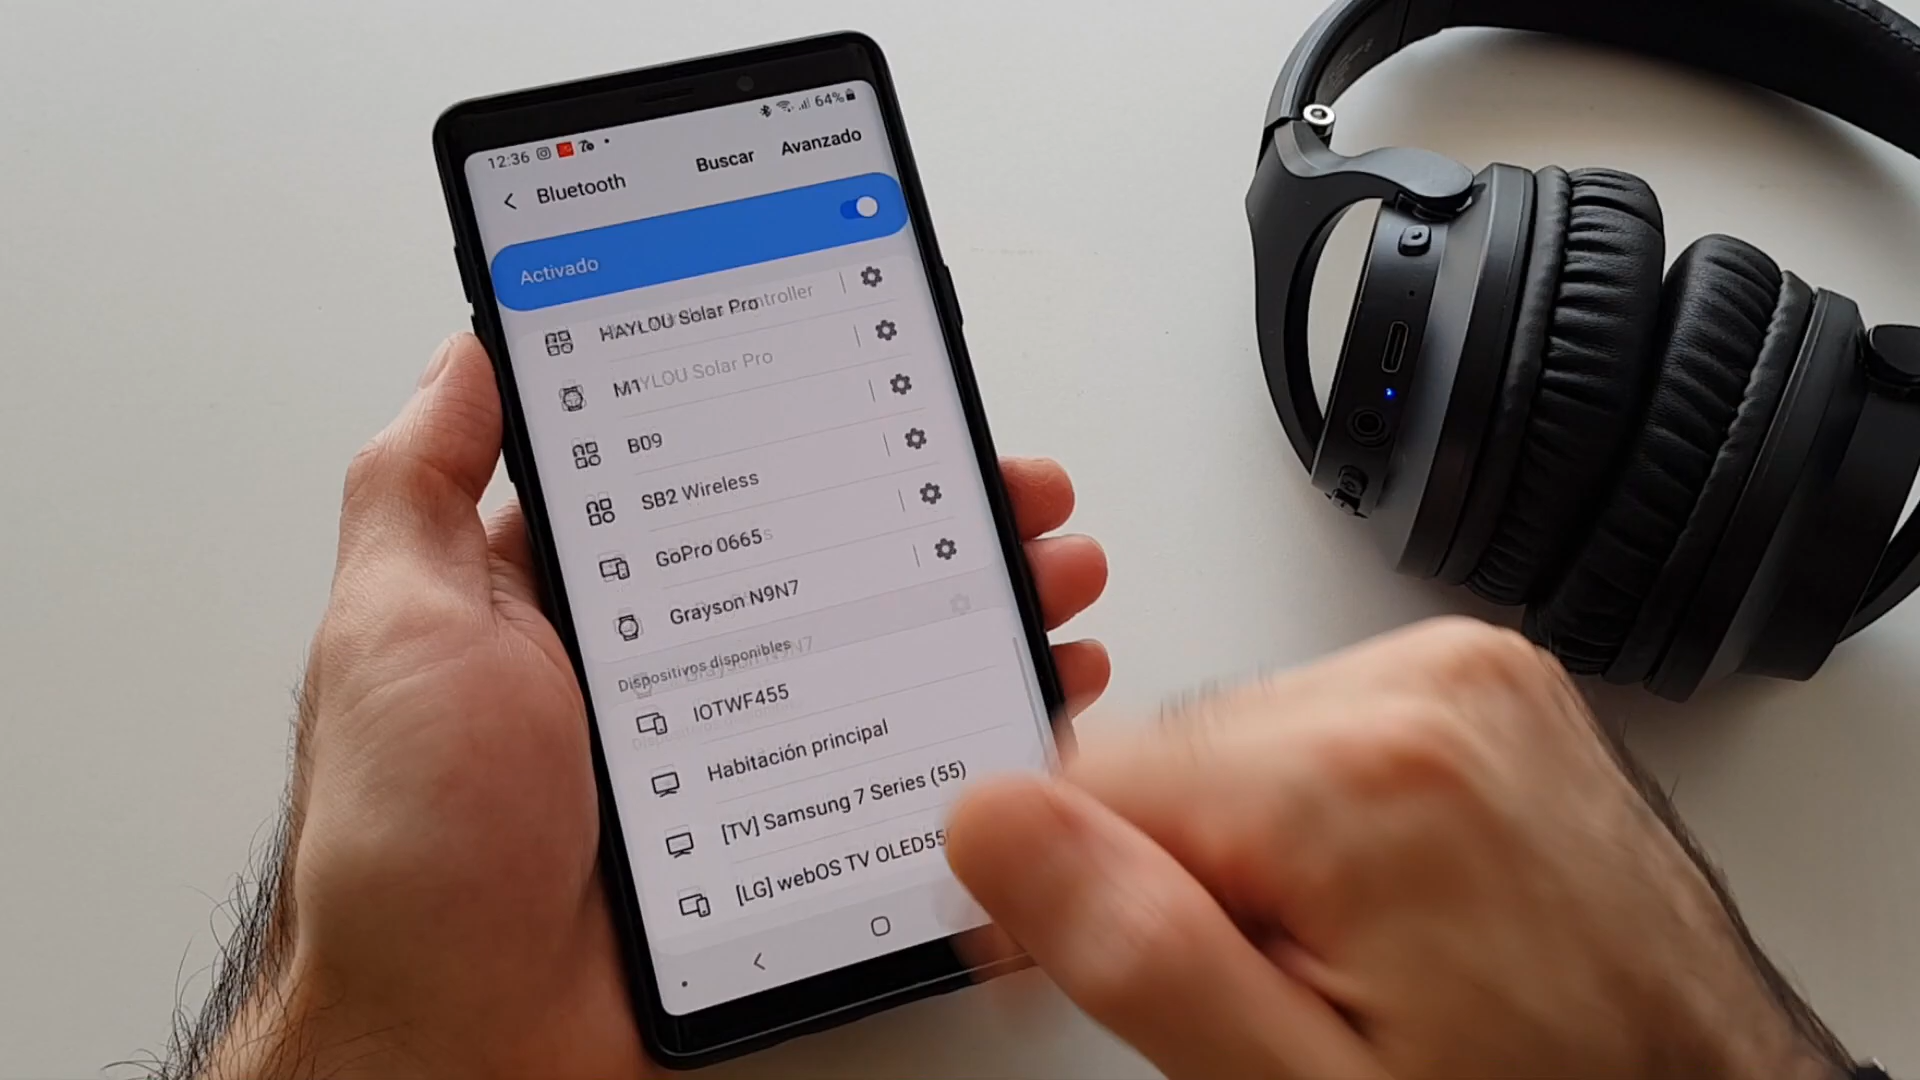 12:36
64%
Bluetooth
Buscar
Avanzado
Activado
HAYLOU Solar Pro
M1
B09
SB2 Wireless
GoPro 0665
Grayson N9N7
Dispositivos disponibles
IOTWF455
Habitación principal
[TV] Samsung 7 Series (55)
[LG] webOS TV OLED55